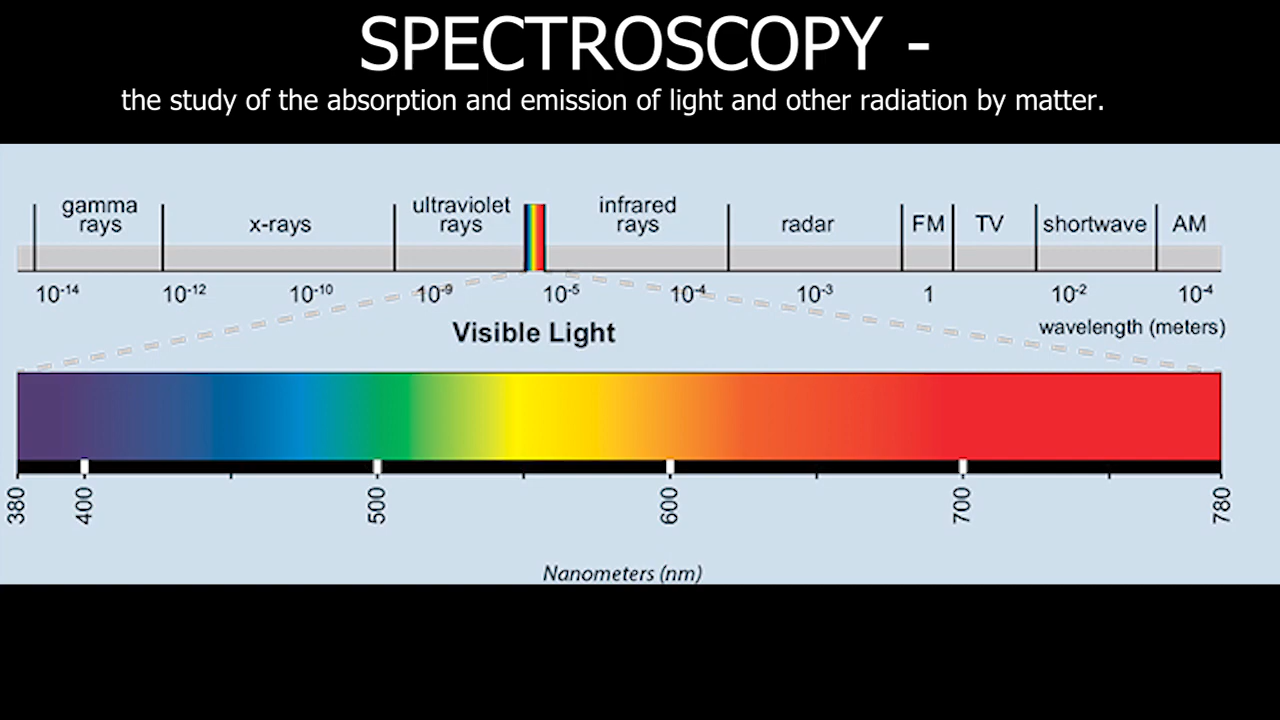 SPECTROSCOPY -
the study of the absorption and emission of light and other radiation by matter.
gamma rays x-rays ultraviolet rays infrared rays radar FM TV shortwave AM
10⁻¹⁴ 10⁻¹² 10⁻¹⁰ 10⁻⁹ 10⁻⁵ 10⁻⁴ 10⁻³ 1 10⁻² 10⁻⁴
wavelength (meters)
Visible Light
380 400 500 600 700 780
Nanometers (nm)